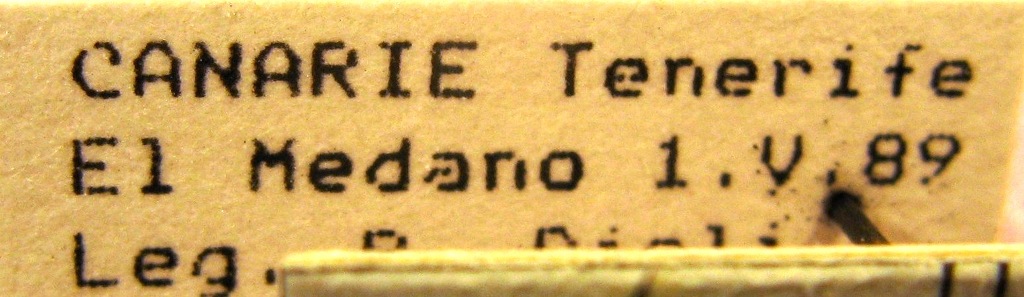 CANARIE Tenerife
El Medano 1.V.89
Leg.